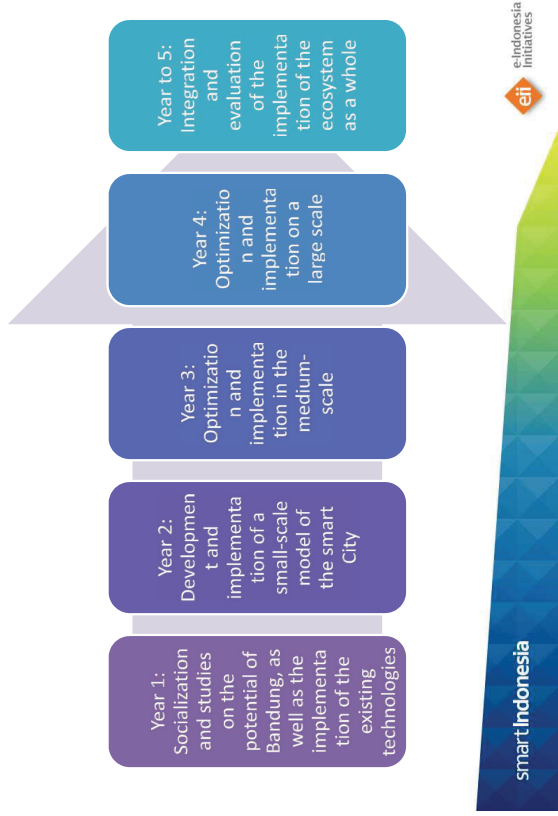 Year 1:
Socialization
and studies
on the
potential of
Bandung, as
well as the
implementa
tion of the
existing
technologies
Year 2:
Developmen
t and
implementa
tion of a
small-scale
model of
the smart
City
Year 3:
Optimizatio
n and
implementa
tion in the
medium-
scale
Year 4:
Optimizatio
n and
implementa
tion on a
large scale
Year to 5:
Integration
and
evaluation
of the
implementa
tion of the
ecosystem
as a whole
smartIndonesia
eii
e-Indonesia
Initiatives